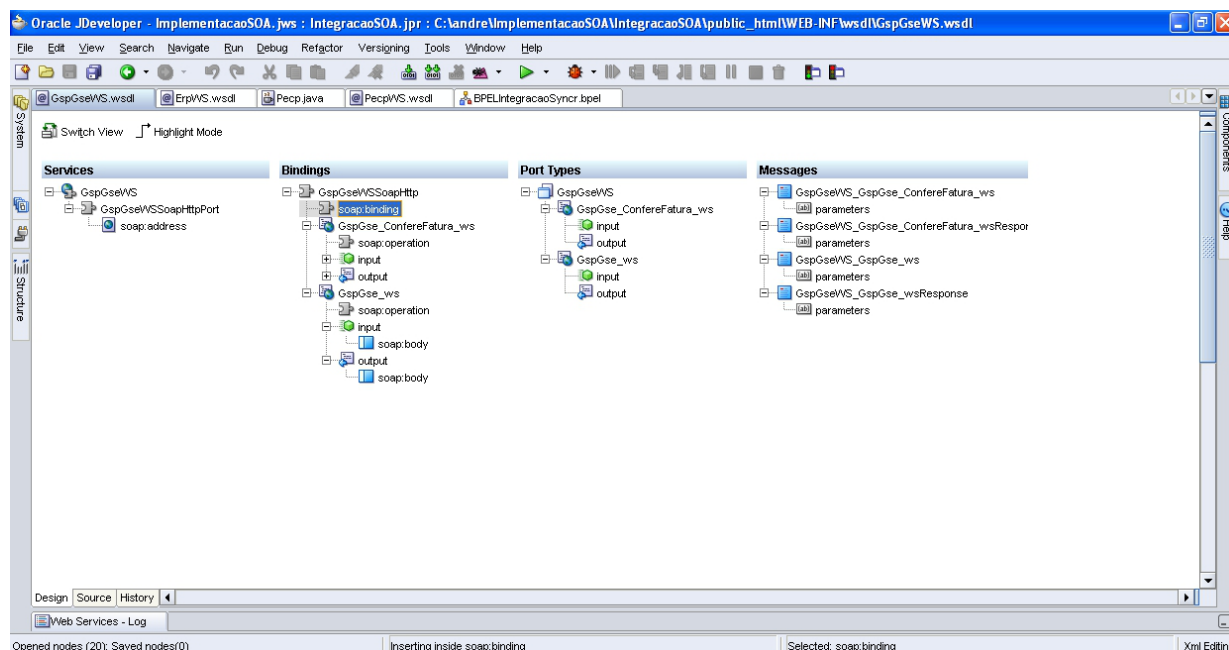 Oracle JDeveloper - ImplementacaoSOA.jws : IntegracaoSOA.jpr : C:\andre\ImplementacaoSOA\IntegracaoSOA\public_html\WEB-INF\wsdl\GspGseWS.wsdl
File Edit View Search Navigate Run Debug Refactor Versioning Tools Window Help
GspGseWS.wsdl ErpWS.wsdl Pecp.java PecpWS.wsdl BPELIntegracaoSyncr.bpel
System
Structure
Components
Help
Switch View Highlight Mode
Services
GspGseWS
GspGseWSSoapHttpPort
soap:address
Bindings
GspGseWSSoapHttp
soap:binding
GspGse_ConfereFatura_ws
soap:operation
input
output
GspGse_ws
soap:operation
input
soap:body
output
soap:body
Port Types
GspGseWS
GspGse_ConfereFatura_ws
input
output
GspGse_ws
input
output
Messages
GspGseWS_GspGse_ConfereFatura_ws
parameters
GspGseWS_GspGse_ConfereFatura_wsRespor
parameters
GspGseWS_GspGse_ws
parameters
GspGseWS_GspGse_wsResponse
parameters
Design Source History
Web Services - Log
Opened nodes (20); Saved nodes(0) Inserting inside soap:binding Selected: soap:binding Xml Editin